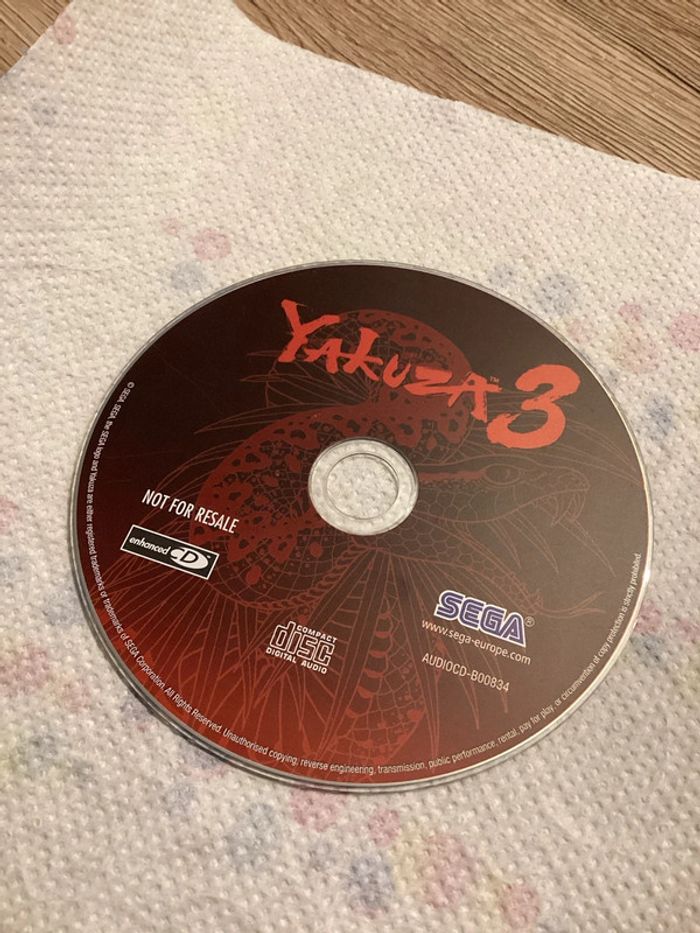 YAKUZA™ 3
NOT FOR RESALE
enhanced CD™
COMPACT
disc
DIGITAL AUDIO
SEGA®
www.sega-europe.com
AUDIOCD-B00834
© SEGA. SEGA, the SEGA logo and Yakuza are either registered trademarks or trademarks of SEGA Corporation. All Rights Reserved. Unauthorised copying, reverse engineering, transmission, public performance, rental, pay for play, or circumvention of copy protection is strictly prohibited.